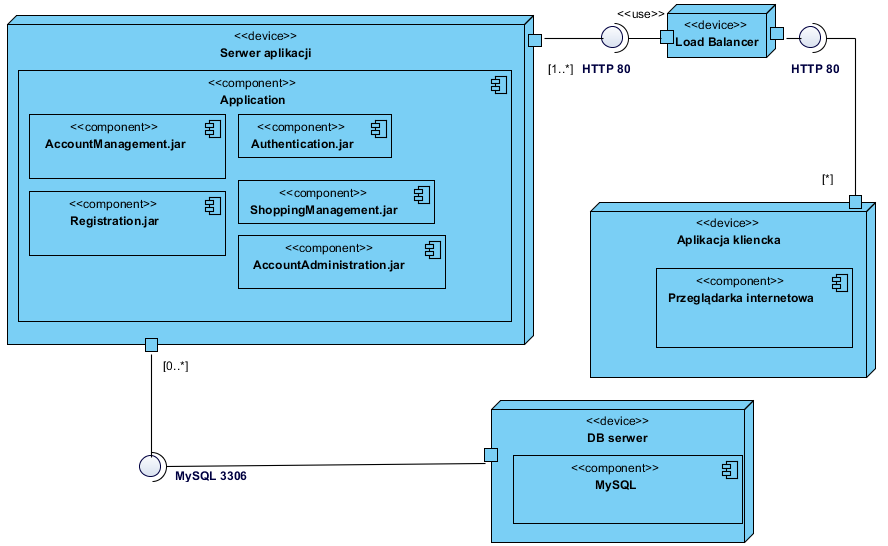 <<device>>
Serwer aplikacji
<<component>>
Application
<<component>>
AccountManagement.jar
<<component>>
Authentication.jar
<<component>>
Registration.jar
<<component>>
ShoppingManagement.jar
<<component>>
AccountAdministration.jar
<<use>>
[1..*]
HTTP 80
<<device>>
Load Balancer
HTTP 80
[*]
<<device>>
Aplikacja kliencka
<<component>>
Przeglądarka internetowa
[0..*]
MySQL 3306
<<device>>
DB serwer
<<component>>
MySQL